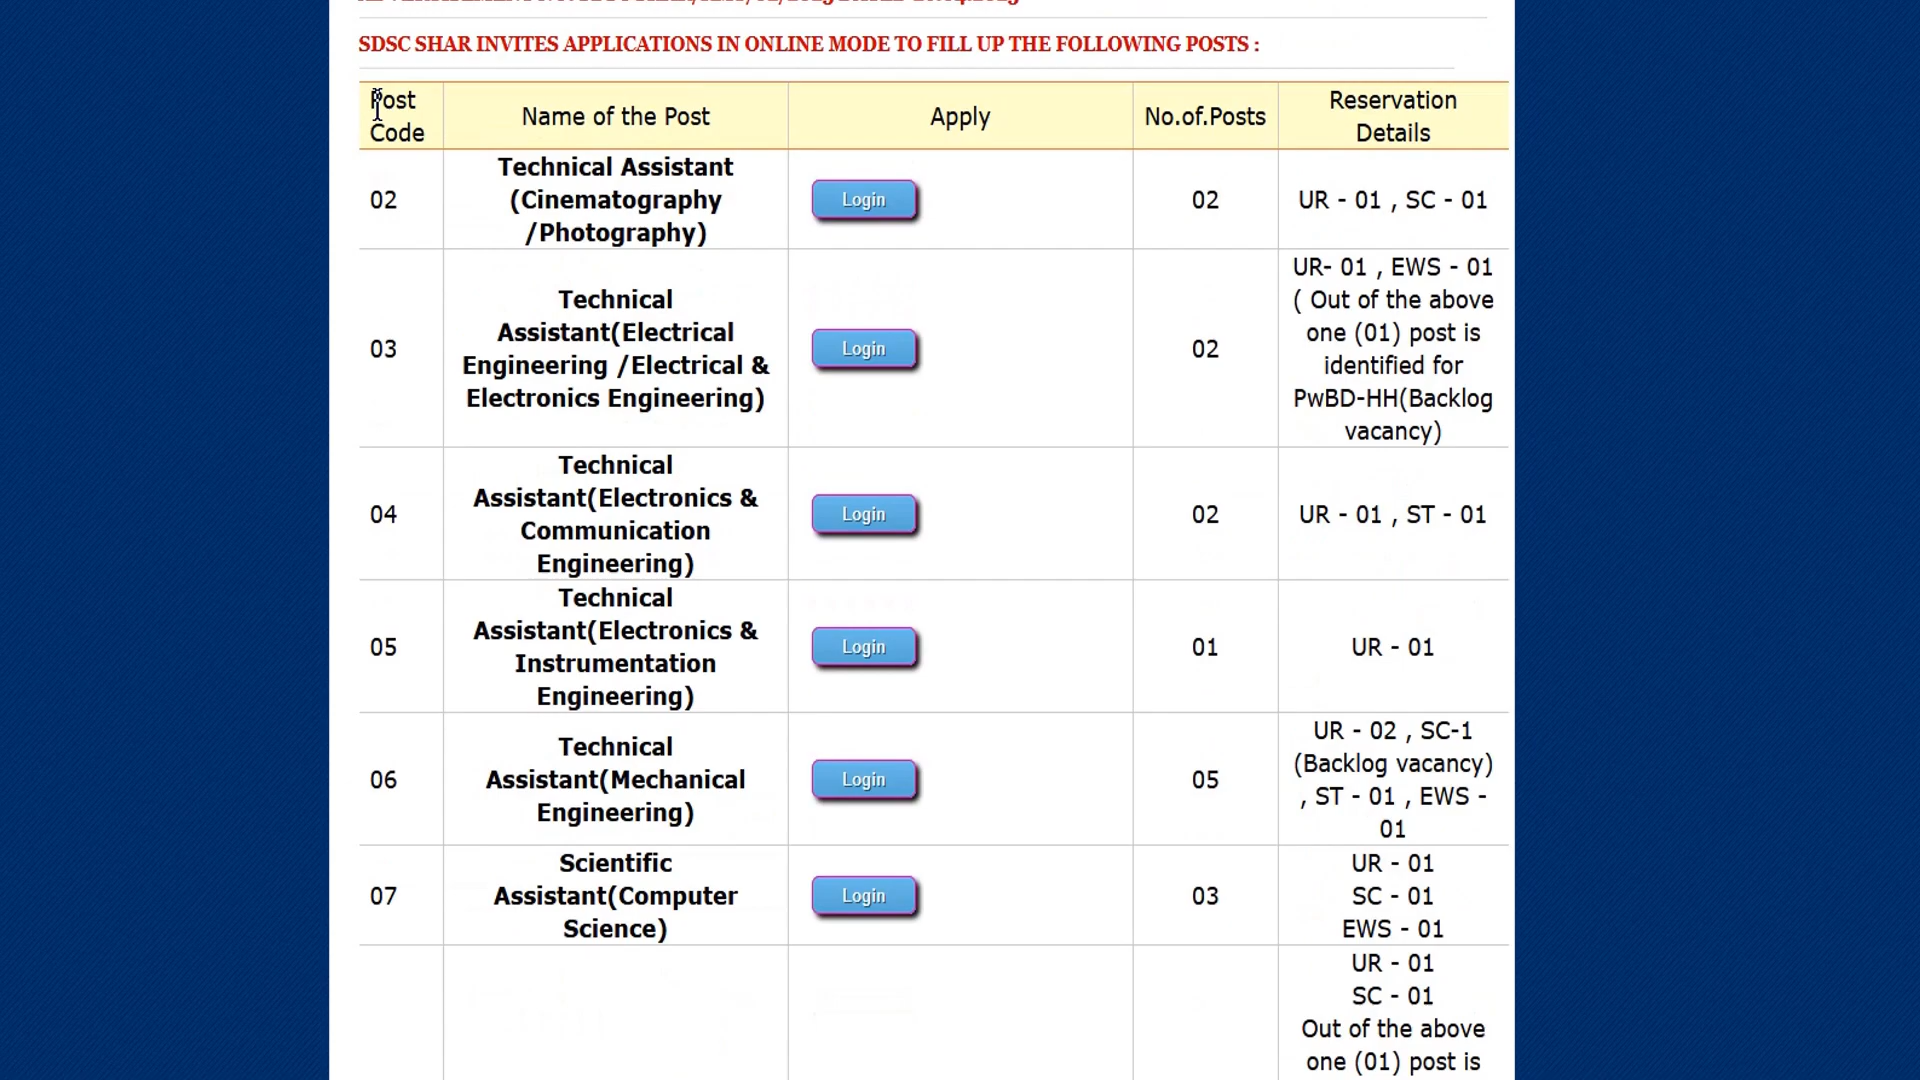 SDSC SHAR INVITES APPLICATIONS IN ONLINE MODE TO FILL UP THE FOLLOWING POSTS :
Post Code
Name of the Post
Apply
No.of.Posts
Reservation Details
02
Technical Assistant
(Cinematography
/Photography)
Login
02
UR - 01 , SC - 01
03
Technical
Assistant(Electrical
Engineering /Electrical &
Electronics Engineering)
Login
02
UR- 01 , EWS - 01
( Out of the above
one (01) post is
identified for
PwBD-HH(Backlog
vacancy)
04
Technical
Assistant(Electronics &
Communication
Engineering)
Login
02
UR - 01 , ST - 01
05
Technical
Assistant(Electronics &
Instrumentation
Engineering)
Login
01
UR - 01
06
Technical
Assistant(Mechanical
Engineering)
Login
05
UR - 02 , SC-1
(Backlog vacancy)
, ST - 01 , EWS -
01
07
Scientific
Assistant(Computer
Science)
Login
03
UR - 01
SC - 01
EWS - 01
UR - 01
SC - 01
Out of the above
one (01) post is